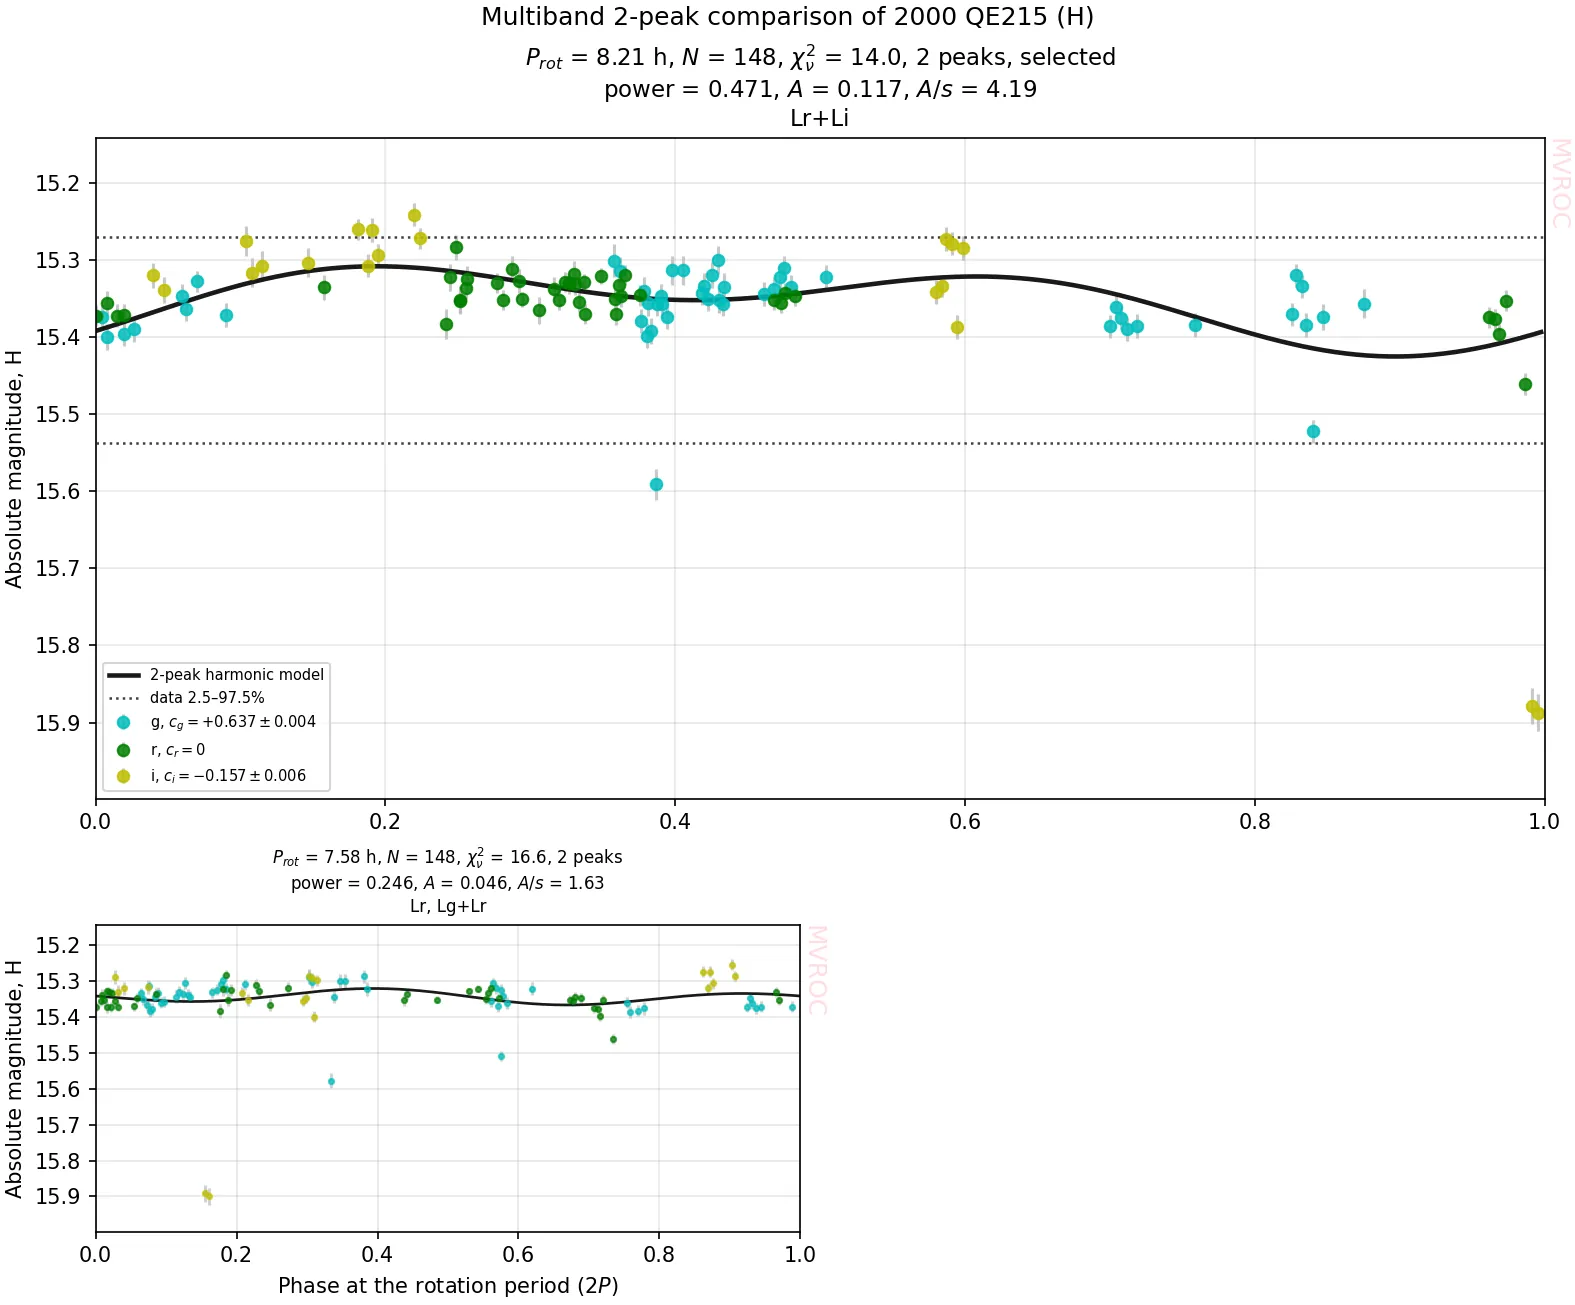 Multiband 2-peak comparison of 2000 QE215 (H)
P_rot = 8.21 h, N = 148, χ²_ν = 14.0, 2 peaks, selected
power = 0.471, A = 0.117, A/s = 4.19
Lr+Li
MVROC
Absolute magnitude, H
15.2
15.3
15.4
15.5
15.6
15.7
15.8
15.9
2-peak harmonic model
data 2.5–97.5%
g, c_g = +0.637 ± 0.004
r, c_r = 0
i, c_i = −0.157 ± 0.006
0.0 0.2 0.4 0.6 0.8 1.0
P_rot = 7.58 h, N = 148, χ²_ν = 16.6, 2 peaks
power = 0.246, A = 0.046, A/s = 1.63
Lr, Lg+Lr
MVROC
Absolute magnitude, H
15.2
15.3
15.4
15.5
15.6
15.7
15.8
15.9
0.0 0.2 0.4 0.6 0.8 1.0
Phase at the rotation period (2P)